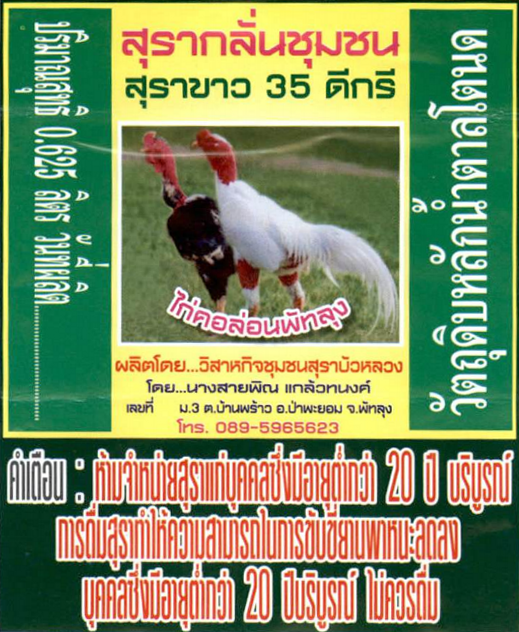 สุรากลั่นชุมชน
สุราขาว 35 ดีกรี
ปริมาณสุทธิ 0.625 ลิตร วันที่ผลิต....................
วัตถุดิบหลักน้ำตาลโตนด
ไก่คอล่อนพัทลุง
ผลิตโดย...วิสาหกิจชุมชนสุราบัวหลวง
โดย...นางสายพิณ แกล้วทนงค์
เลขที่ ม.3 ต.บ้านพร้าว อ.ป่าพะยอม จ.พัทลุง
โทร. 089-5965623
คำเตือน : ห้ามจำหน่ายสุราแก่บุคคลซึ่งมีอายุต่ำกว่า 20 ปี บริบูรณ์
การดื่มสุราทำให้ความสามารถในการขับขี่ยานพาหนะลดลง
บุคคลซึ่งมีอายุต่ำกว่า 20 ปีบริบูรณ์ ไม่ควรดื่ม